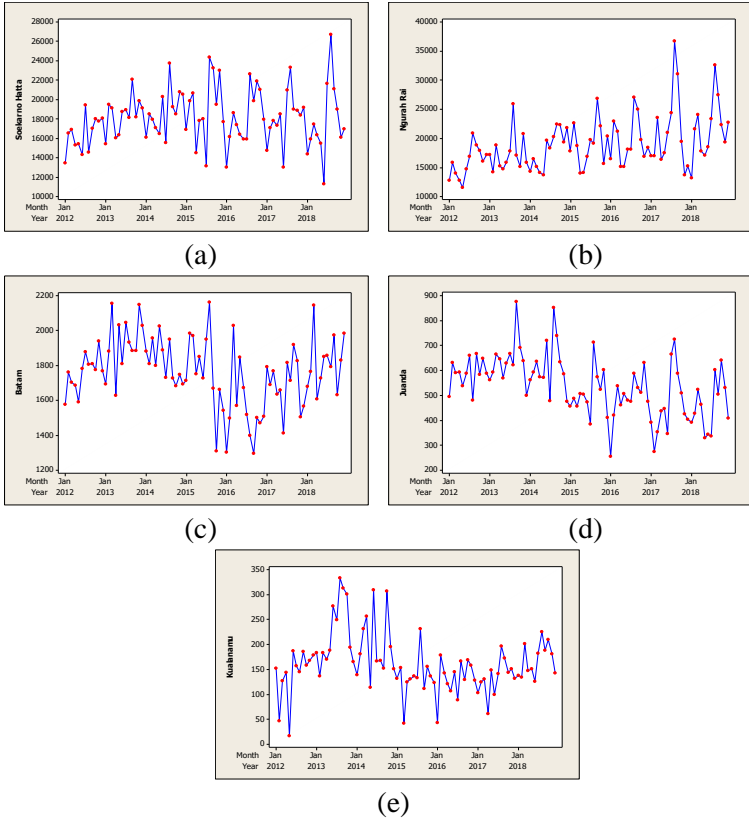 28000
26000
24000
22000
20000
18000
16000
14000
12000
10000
Soekarno Hatta
Month Jan Jan Jan Jan Jan Jan Jan
Year 2012 2013 2014 2015 2016 2017 2018
(a)
40000
35000
30000
25000
20000
15000
10000
Ngurah Rai
Month Jan Jan Jan Jan Jan Jan Jan
Year 2012 2013 2014 2015 2016 2017 2018
(b)
2200
2000
1800
1600
1400
1200
Batam
Month Jan Jan Jan Jan Jan Jan Jan
Year 2012 2013 2014 2015 2016 2017 2018
(c)
900
800
700
600
500
400
300
200
Juanda
Month Jan Jan Jan Jan Jan Jan Jan
Year 2012 2013 2014 2015 2016 2017 2018
(d)
350
300
250
200
150
100
50
0
Kualanamu
Month Jan Jan Jan Jan Jan Jan Jan
Year 2012 2013 2014 2015 2016 2017 2018
(e)